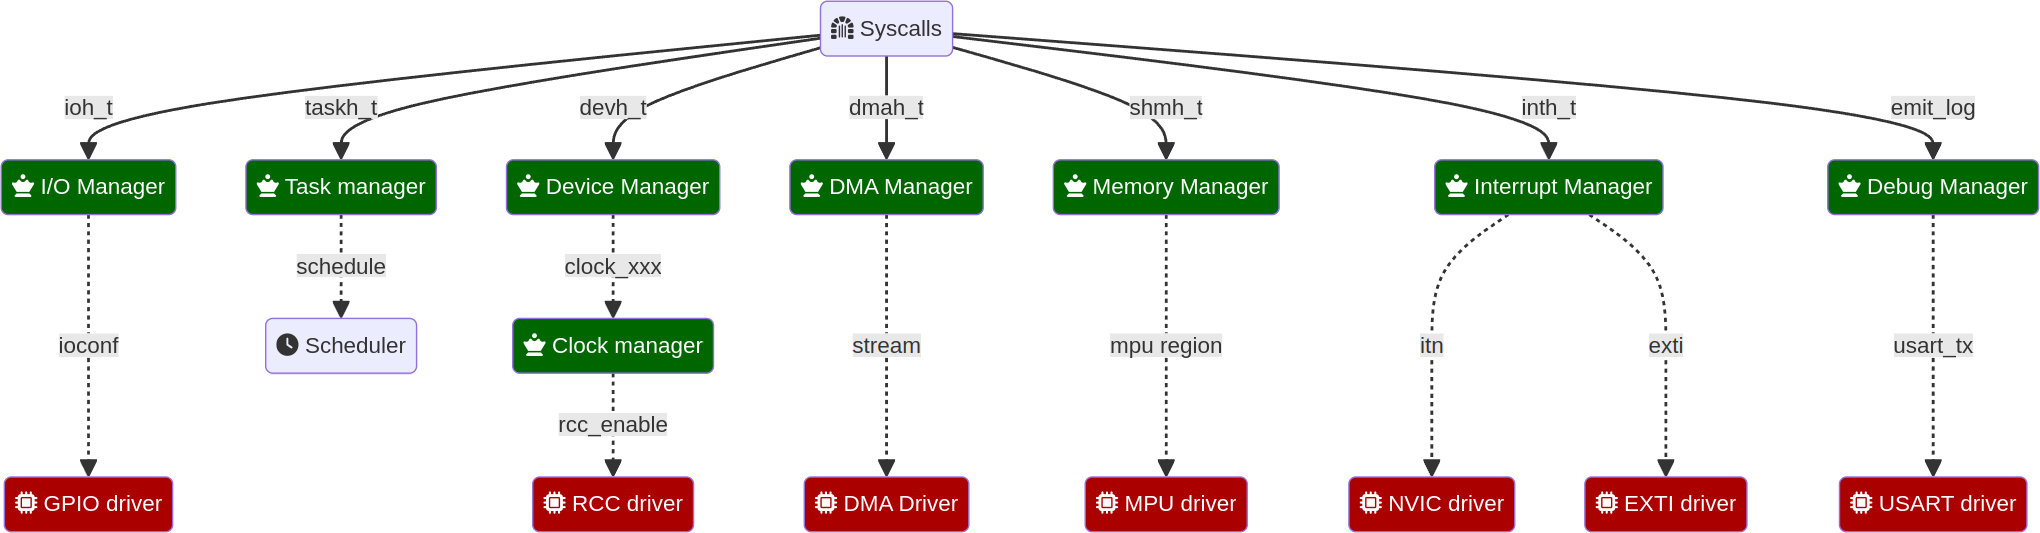 Syscalls
ioh_t
taskh_t
devh_t
dmah_t
shmh_t
inth_t
emit_log
I/O Manager
Task manager
Device Manager
DMA Manager
Memory Manager
Interrupt Manager
Debug Manager
schedule
clock_xxx
ioconf
Scheduler
Clock manager
stream
mpu region
itn
exti
usart_tx
rcc_enable
GPIO driver
RCC driver
DMA Driver
MPU driver
NVIC driver
EXTI driver
USART driver